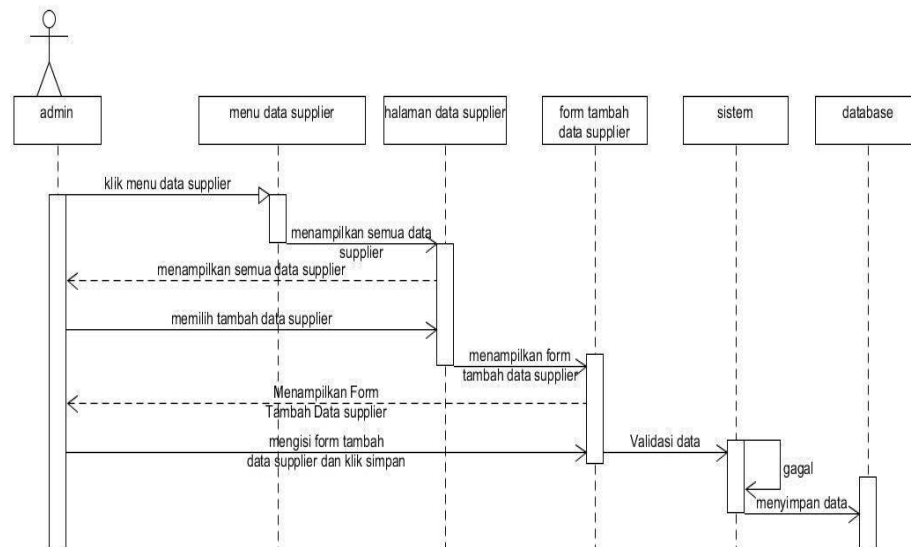 admin
menu data supplier
halaman data supplier
form tambah
data supplier
sistem
database
klik menu data supplier
menampilkan semua data
supplier
menampilkan semua data supplier
memilih tambah data supplier
menampilkan form
tambah data supplier
Menampilkan Form
Tambah Data supplier
mengisi form tambah
data supplier dan klik simpan
Validasi data
gagal
menyimpan data